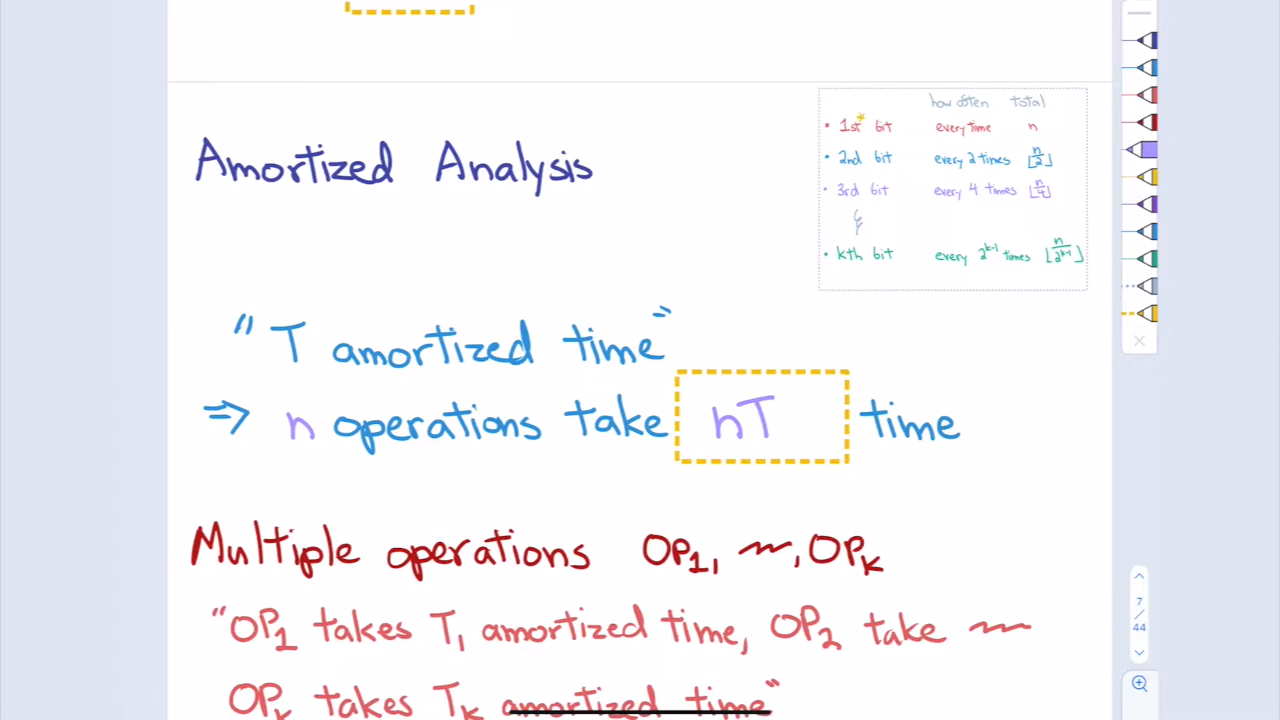 how often total
• 1st* bit every time n
• 2nd bit every 2 times ⌊n/2⌋
• 3rd bit every 4 times ⌊n/4⌋
• kth bit every 2^(k-1) times ⌊n/2^(k-1)⌋
Amortized Analysis
"T amortized time"
⇒ n operations take nT time
Multiple operations OP₁, ~, OPₖ
"OP₁ takes T₁ amortized time, OP₂ take ~
OPₖ takes Tₖ amortized time"
7
/
44